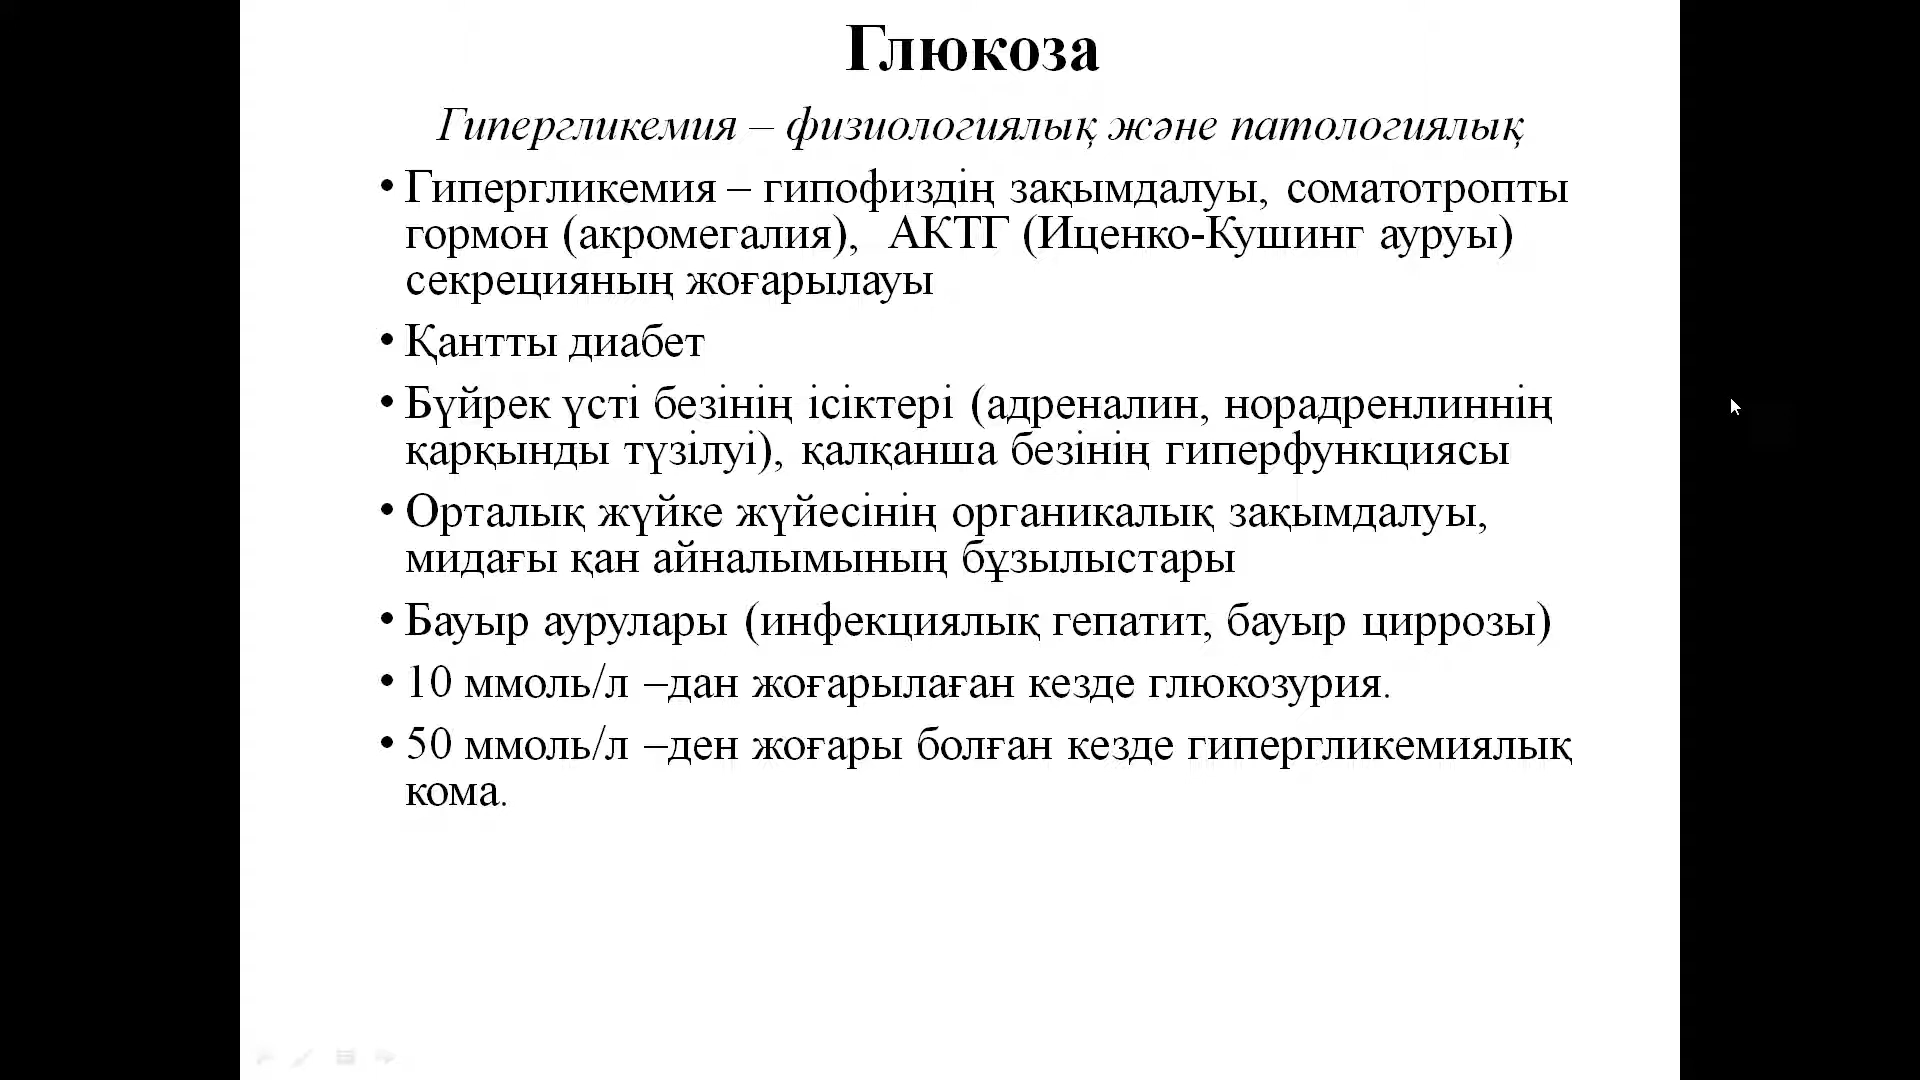 Глюкоза
Гипергликемия – физиологиялық және патологиялық
• Гипергликемия – гипофиздің зақымдалуы, соматотропты
гормон (акромегалия),  АКТГ (Иценко-Кушинг ауруы)
секрецияның жоғарылауы
• Қантты диабет
• Бүйрек үсті безінің ісіктері (адреналин, норадренлиннің
қарқынды түзілуі), қалқанша безінің гиперфункциясы
• Орталық жүйке жүйесінің органикалық зақымдалуы,
мидағы қан айналымының бұзылыстары
• Бауыр аурулары (инфекциялық гепатит, бауыр циррозы)
• 10 ммоль/л –дан жоғарылаған кезде глюкозурия.
• 50 ммоль/л –ден жоғары болған кезде гипергликемиялық
кома.